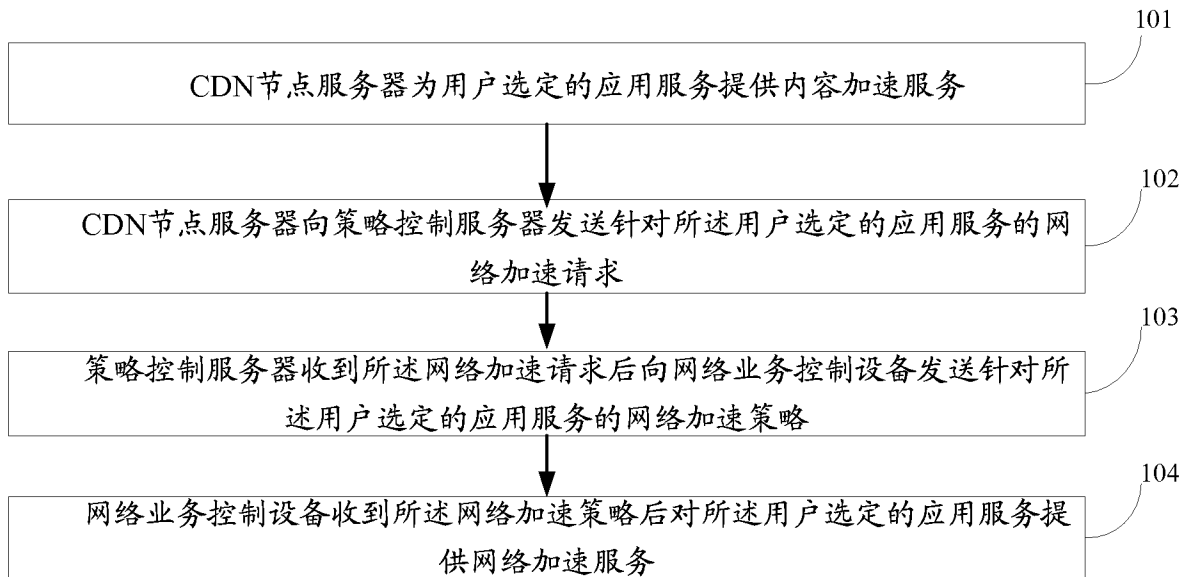 101
CDN节点服务器为用户选定的应用服务提供内容加速服务
102
CDN节点服务器向策略控制服务器发送针对所述用户选定的应用服务的网
络加速请求
103
策略控制服务器收到所述网络加速请求后向网络业务控制设备发送针对所
述用户选定的应用服务的网络加速策略
104
网络业务控制设备收到所述网络加速策略后对所述用户选定的应用服务提
供网络加速服务